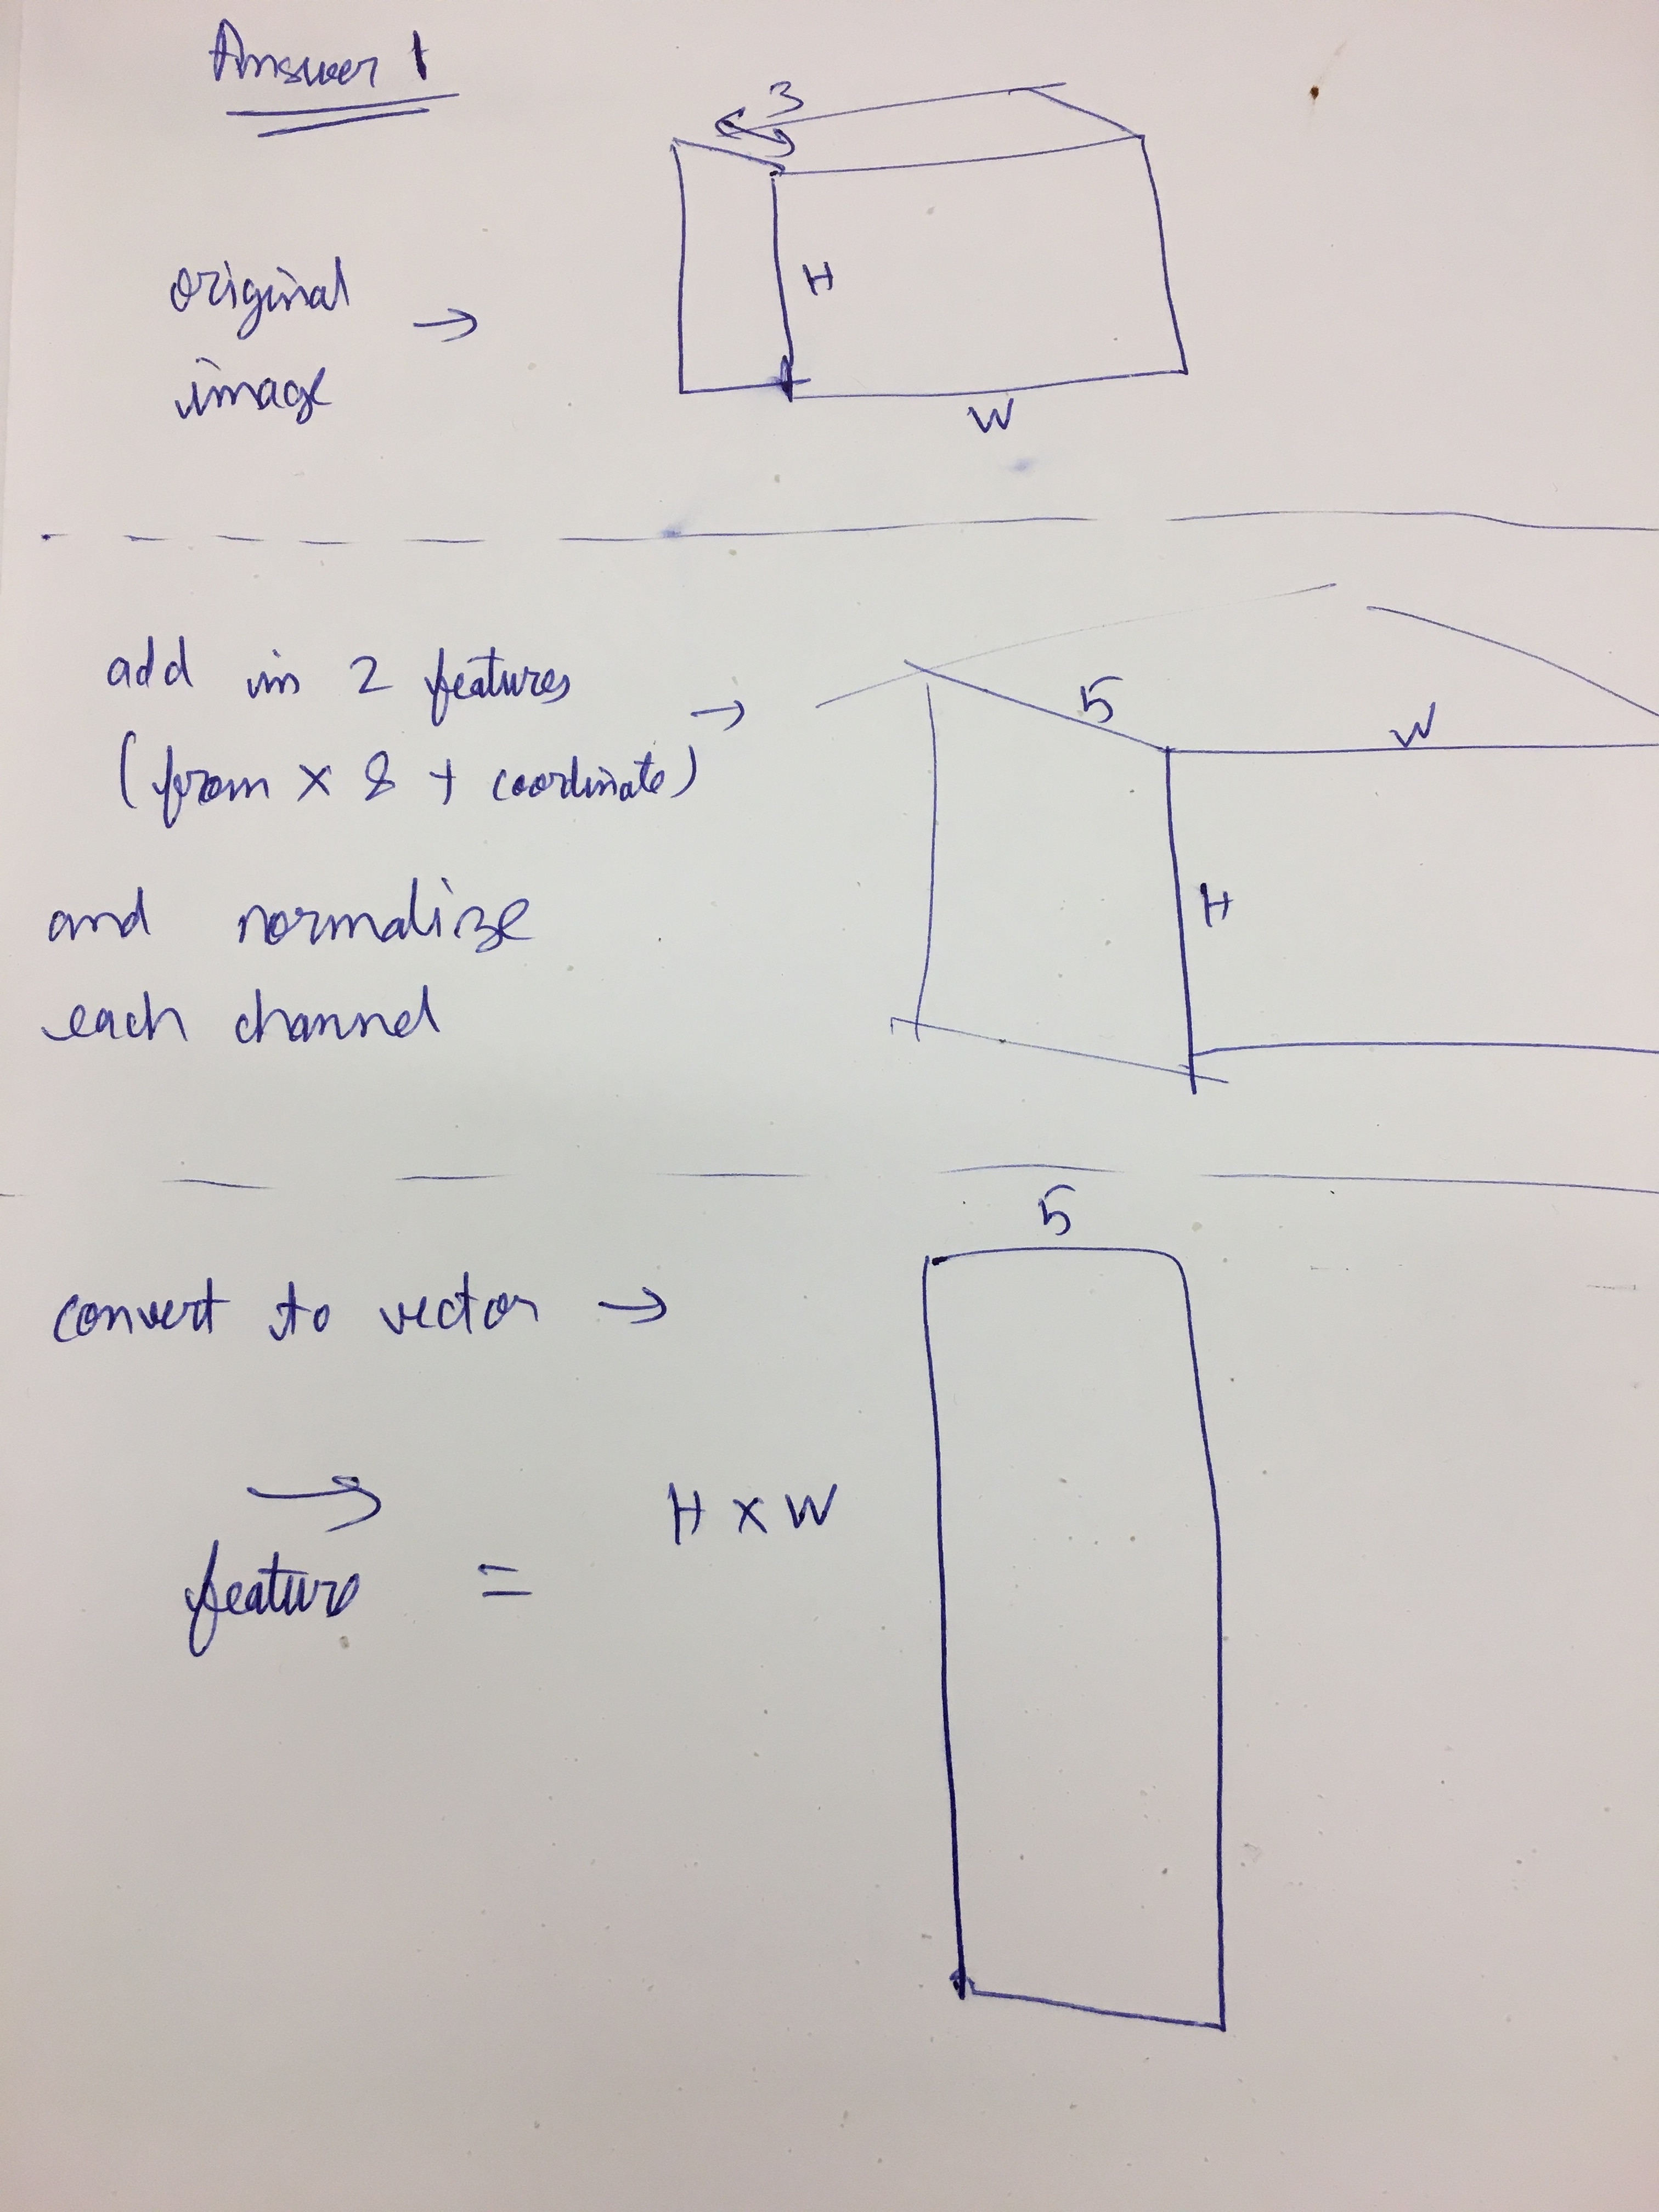 Answer 1
3
original
image →
H
W
add in 2 features →
5
W
(from x & y coordinate)
H
and normalize
each channel
5
convert to vector →
H x W
feature =